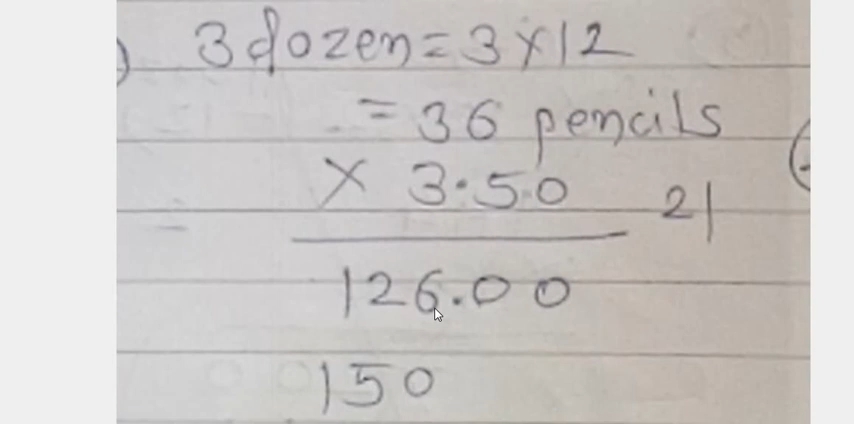 ) 3 dozen = 3 × 12
= 36 pencils
× 3.50 21
126.00
150